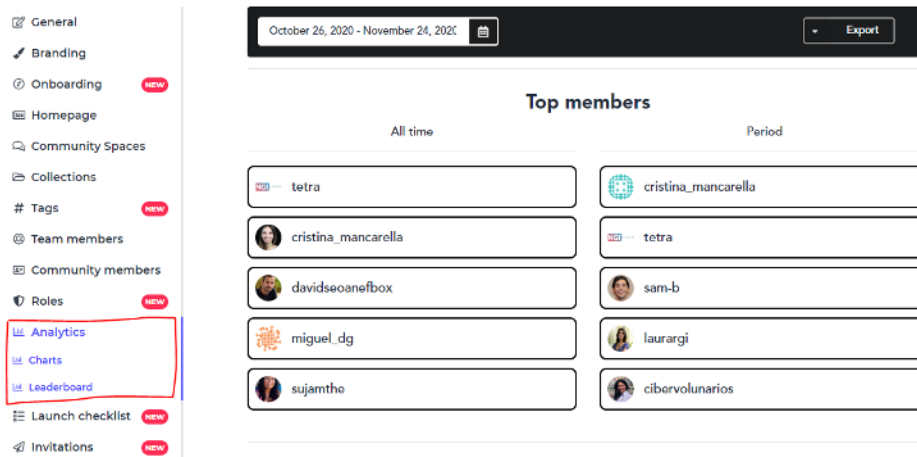 General
Branding
Onboarding NEW
Homepage
Community Spaces
Collections
# Tags NEW
Team members
Community members
Roles NEW
Analytics
Charts
Leaderboard
Launch checklist NEW
Invitations NEW
October 26, 2020 - November 24, 202
Export
Top members
All time
tetra
cristina_mancarella
davidseoanefbox
miguel_dg
sujamthe
Period
cristina_mancarella
tetra
sam-b
laurargi
cibervolunarios